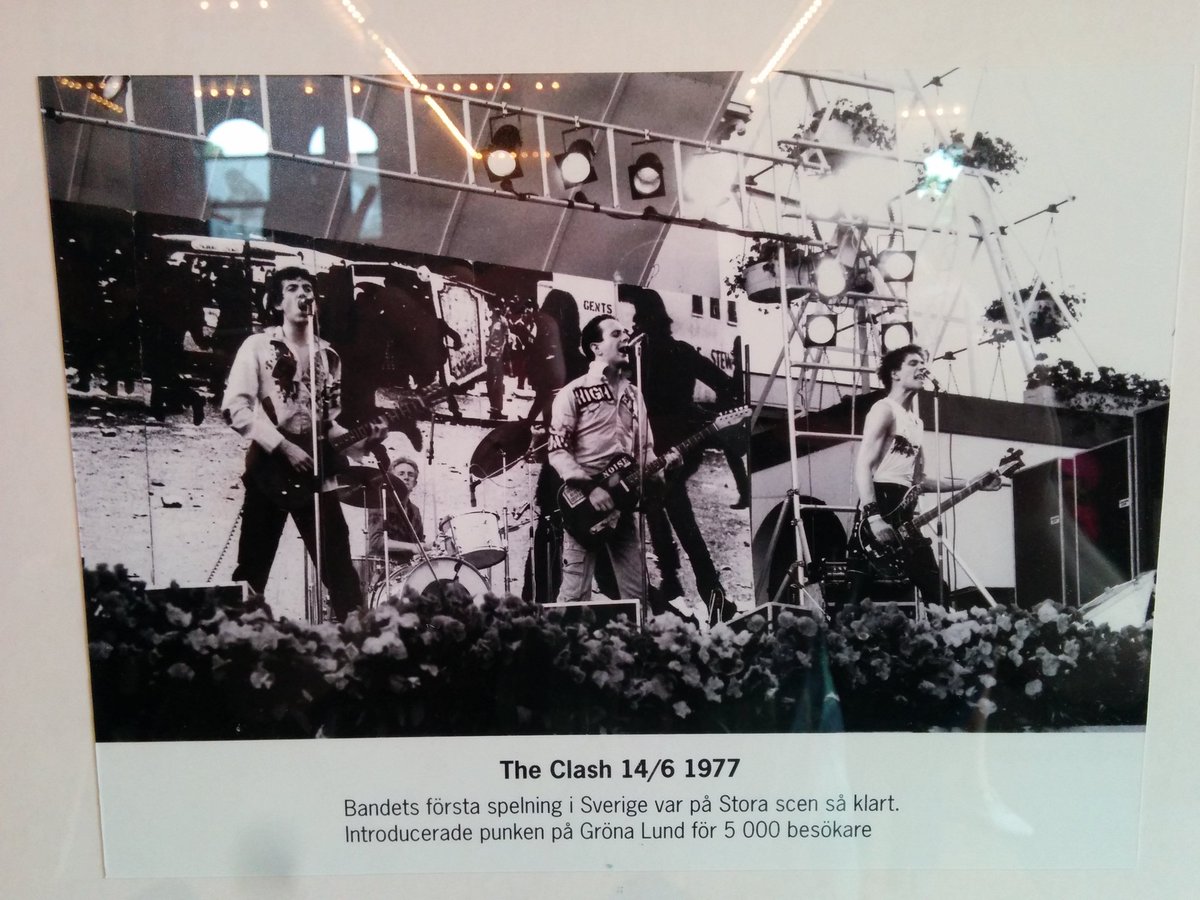 GENTS
HIGH
NOISE
The Clash 14/6 1977
Bandets första spelning i Sverige var på Stora scen så klart.
Introducerade punken på Gröna Lund för 5 000 besökare